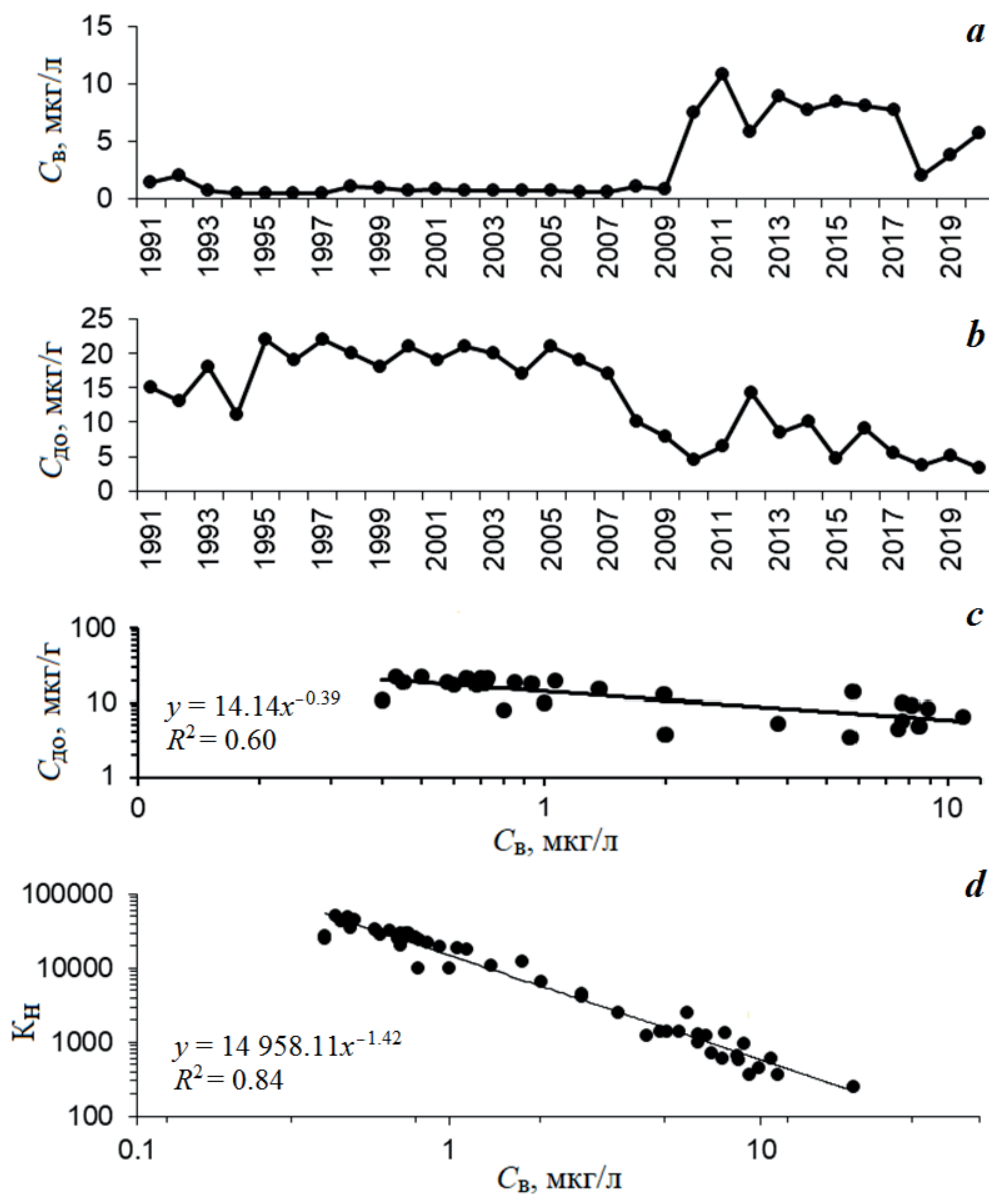 a
Cв, мкг/л
15
10
5
0
1991 1993 1995 1997 1999 2001 2003 2005 2007 2009 2011 2013 2015 2017 2019
b
Cдо, мкг/г
25
20
15
10
5
0
1991 19993 1995 1997 1999 2001 2003 2005 2007 2009 2011 2013 2015 2017 2019
c
Cдо, мкг/г
100
10
1
y = 14.14x^−0.39
R² = 0.60
0 1 10
Cв, мкг/л
d
Kн
100000
10000
1000
100
y = 14 958.11x^−1.42
R² = 0.84
0.1 1 10
Cв, мкг/л